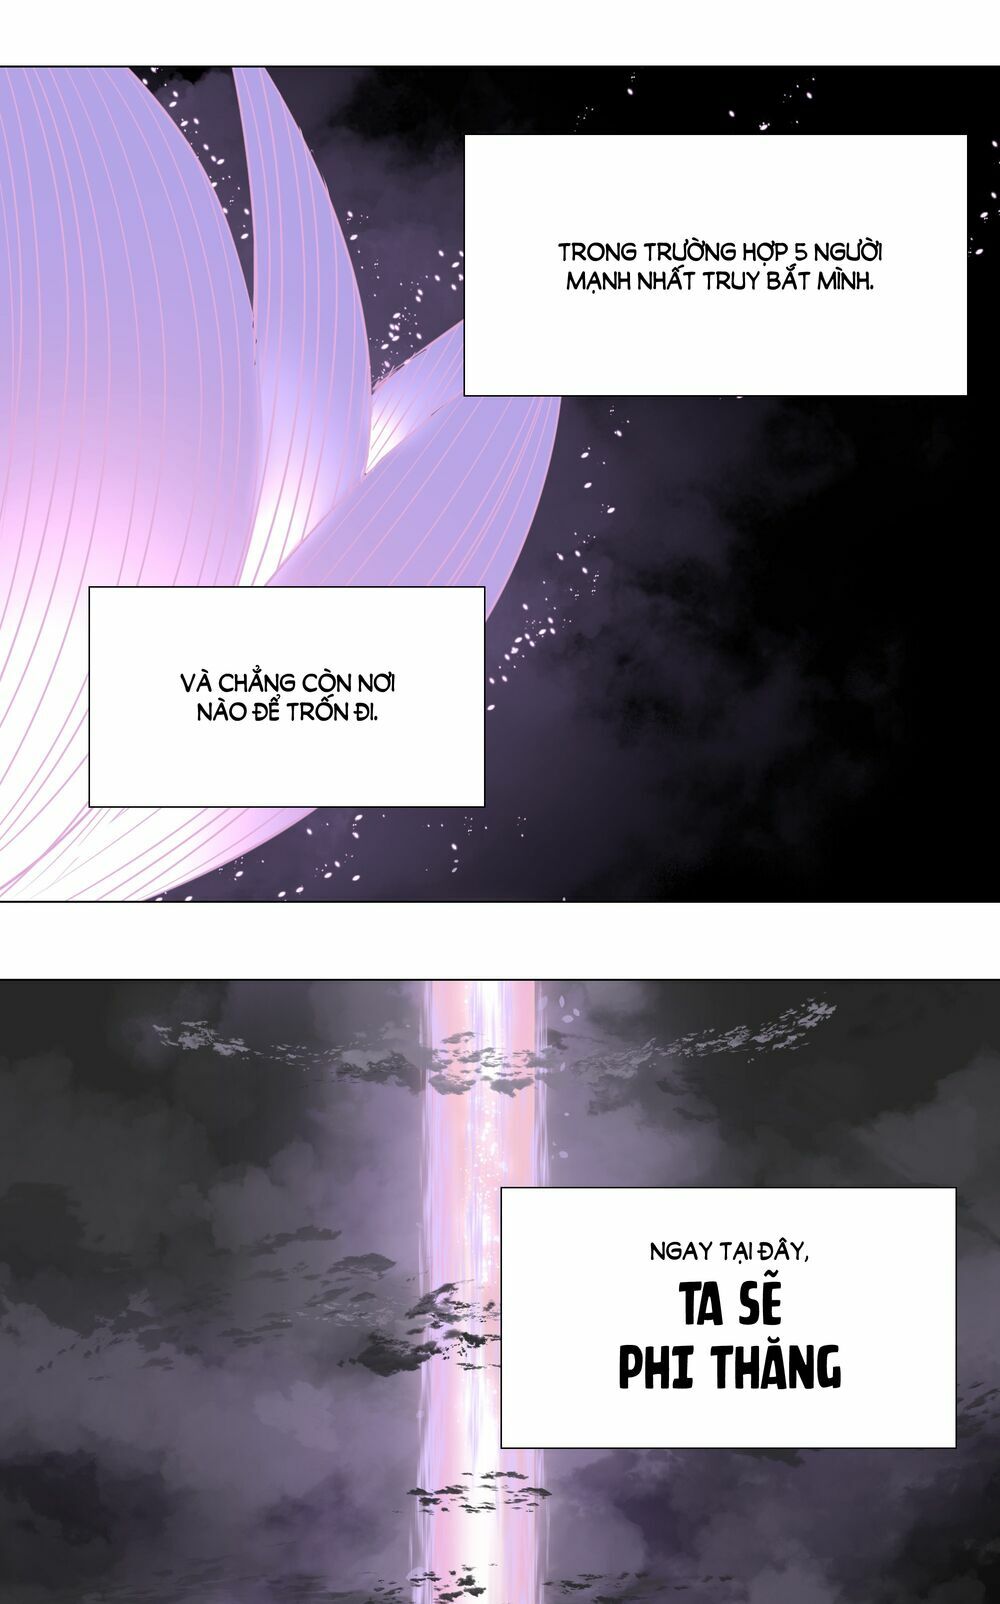 TRONG TRƯỜNG HỢP 5 NGƯỜI
MẠNH NHẤT TRUY BẮT MÌNH.
VÀ CHẲNG CÒN NƠI
NÀO ĐỂ TRỐN ĐI.
NGAY TẠI ĐÂY,
TA SẼ
PHI THĂNG